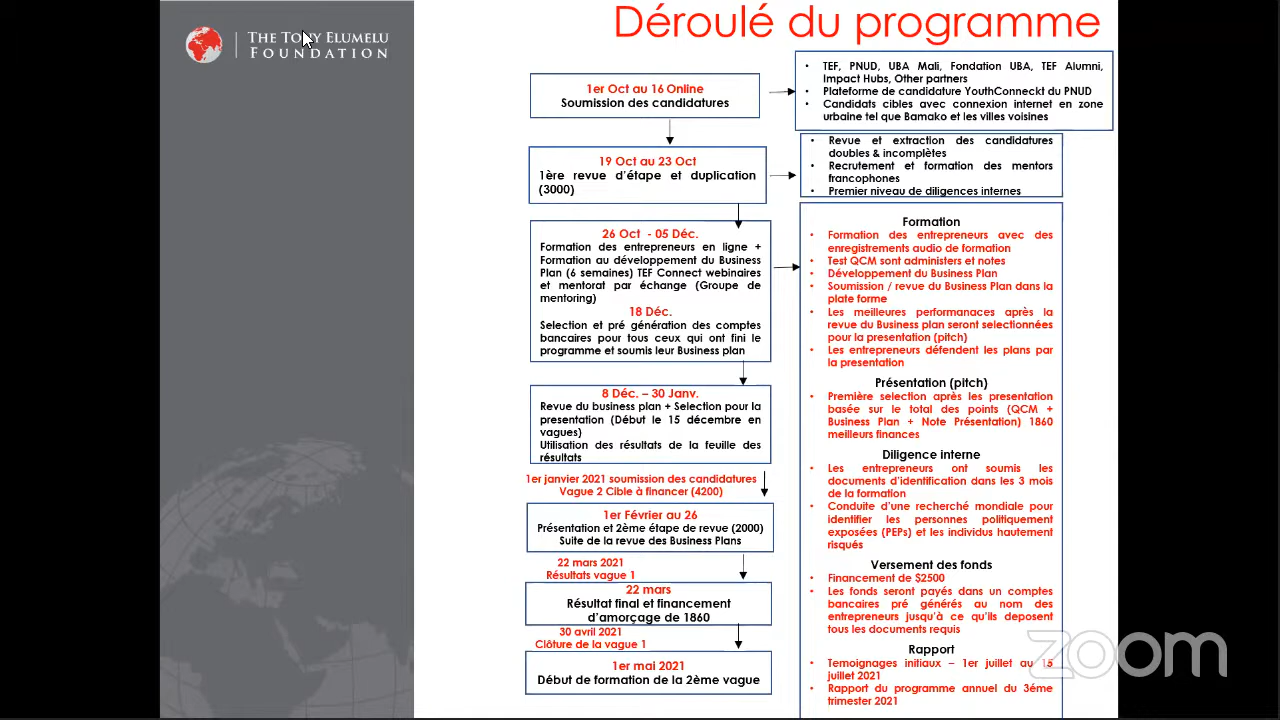 THE TONY ELUMELU
FOUNDATION
Déroulé du programme
1er Oct au 16 Online
Soumission des candidatures
• TEF, PNUD, UBA Mali, Fondation UBA, TEF Alumni,
Impact Hubs, Other partners
• Plateforme de candidature YouthConneckt du PNUD
• Candidats cibles avec connexion internet en zone
urbaine tel que Bamako et les villes voisines
19 Oct au 23 Oct
1ère revue d'étape et duplication
(3000)
• Revue et extraction des candidatures
doubles & incomplètes
• Recrutement et formation des mentors
francophones
• Premier niveau de diligences internes
26 Oct - 05 Déc.
Formation des entrepreneurs en ligne +
Formation au développement du Business
Plan (6 semaines) TEF Connect webinaires
et mentorat par échange (Groupe de
mentoring)
18 Déc.
Selection et pré génération des comptes
bancaires pour tous ceux qui ont fini le
programme et soumis leur Business plan
8 Déc. – 30 Janv.
Revue du business plan + Selection pour la
presentation (Début le 15 décembre en
vagues)
Utilisation des résultats de la feuille des
résultats
1er janvier 2021 soumission des candidatures
Vague 2 Cible à financer (4200)
1er Février au 26
Présentation et 2ème étape de revue (2000)
Suite de la revue des Business Plans
22 mars 2021
Résultats vague 1
22 mars
Résultat final et financement
d'amorçage de 1860
30 avril 2021
Clôture de la vague 1
1er mai 2021
Début de formation de la 2ème vague
Formation
• Formation des entrepreneurs avec des
enregistrements audio de formation
• Test QCM sont administers et notes
• Développement du Business Plan
• Soumission / revue du Business Plan dans la
plate forme
• Les meilleures performanaces après la
revue du Business plan seront selectionnées
pour la presentation (pitch)
• Les entrepreneurs défendent les plans par
la presentation
Présentation (pitch)
• Première selection après les presentation
basée sur le total des points (QCM +
Business Plan + Note Présentation) 1860
meilleurs finances
Diligence interne
• Les entrepreneurs ont soumis les
documents d'identification dans les 3 mois
de la formation
• Conduite d'une recherché mondiale pour
identifier les personnes politiquement
exposées (PEPs) et les individus hautement
risqués
Versement des fonds
• Financement de $2500
• Les fonds seront payés dans un comptes
bancaires pré générés au nom des
entrepreneurs jusqu'à ce qu'ils deposent
tous les documents requis
Rapport
• Temoignages initiaux – 1er juillet au 15
juillet 2021
• Rapport du programme annuel du 3éme
trimester 2021
zoom